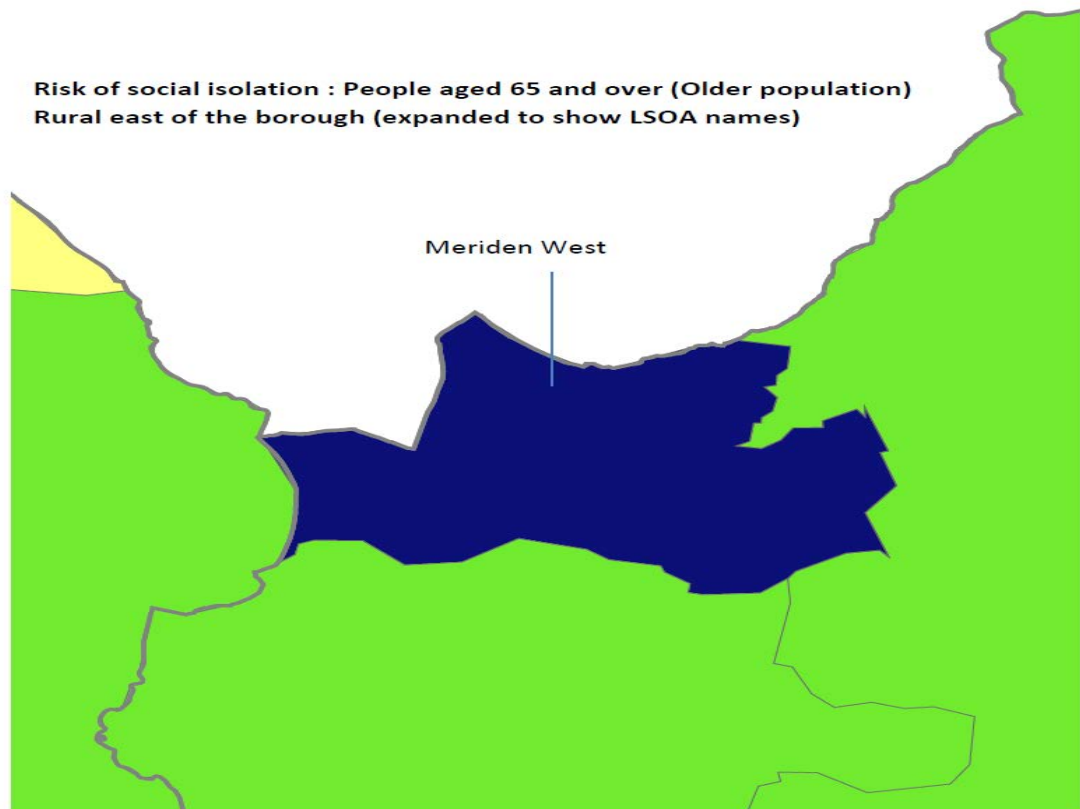 Risk of social isolation : People aged 65 and over (Older population)
Rural east of the borough (expanded to show LSOA names)
Meriden West